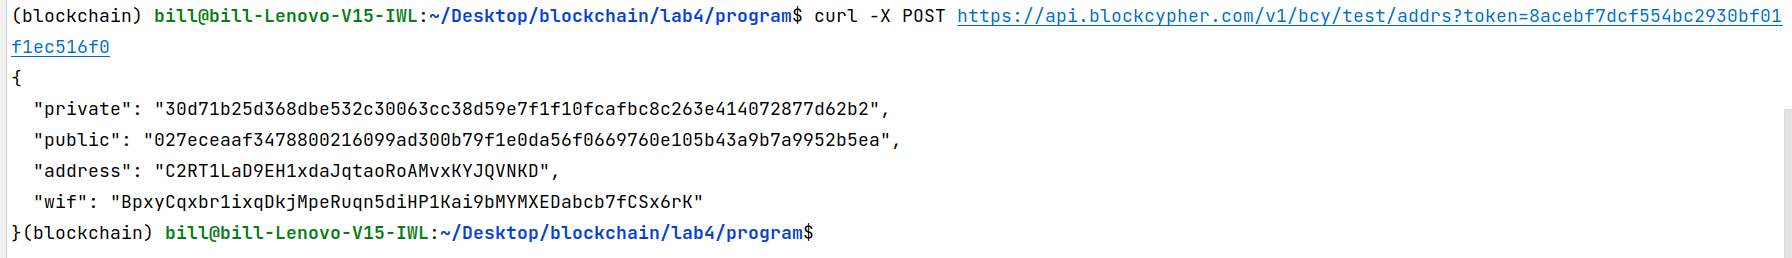 (blockchain) bill@bill-Lenovo-V15-IWL:~/Desktop/blockchain/lab4/program$ curl -X POST https://api.blockcypher.com/v1/bcy/test/addrs?token=8acebf7dcf554bc2930bf01
f1ec516f0
{
  "private": "30d71b25d368dbe532c30063cc38d59e7f1f10fcafbc8c263e414072877d62b2",
  "public": "027eceaaf3478800216099ad300b79f1e0da56f0669760e105b43a9b7a9952b5ea",
  "address": "C2RT1LaD9EH1xdaJqtaoRoAMvxKYJQVNKD",
  "wif": "BpxyCqxbr1ixqDkjMpeRuqn5diHP1Kai9bMYMXEDabcb7fCSx6rK"
}(blockchain) bill@bill-Lenovo-V15-IWL:~/Desktop/blockchain/lab4/program$